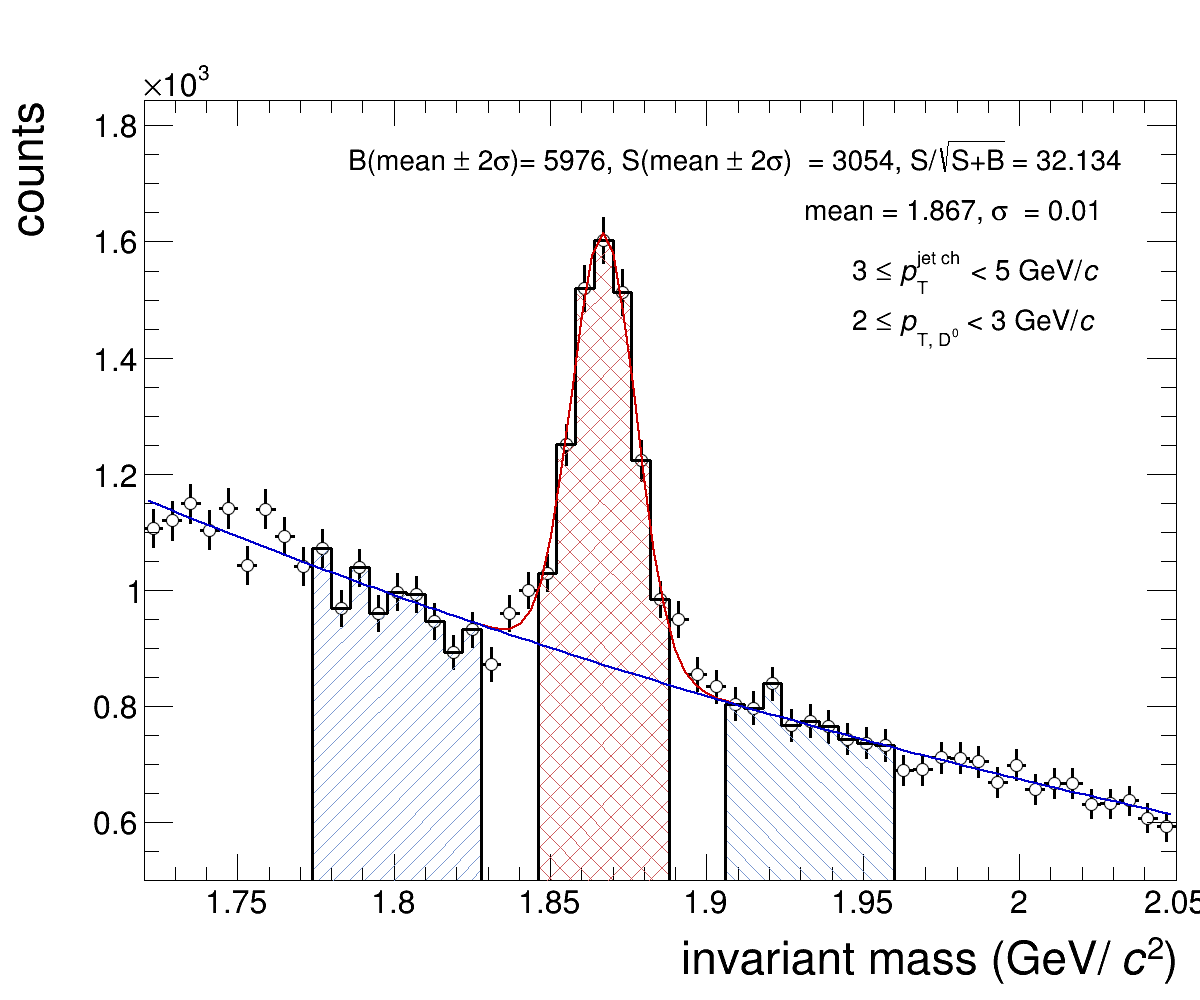 ×10³
counts
1.8
1.6
1.4
1.2
1
0.8
0.6
B(mean ± 2σ)= 5976, S(mean ± 2σ) = 3054, S/√S+B = 32.134
mean = 1.867, σ = 0.01
3 ≤ p_T^jet ch < 5 GeV/c
2 ≤ p_T, D⁰ < 3 GeV/c
1.75 1.8 1.85 1.9 1.95 2 2.05
invariant mass (GeV/ c²)